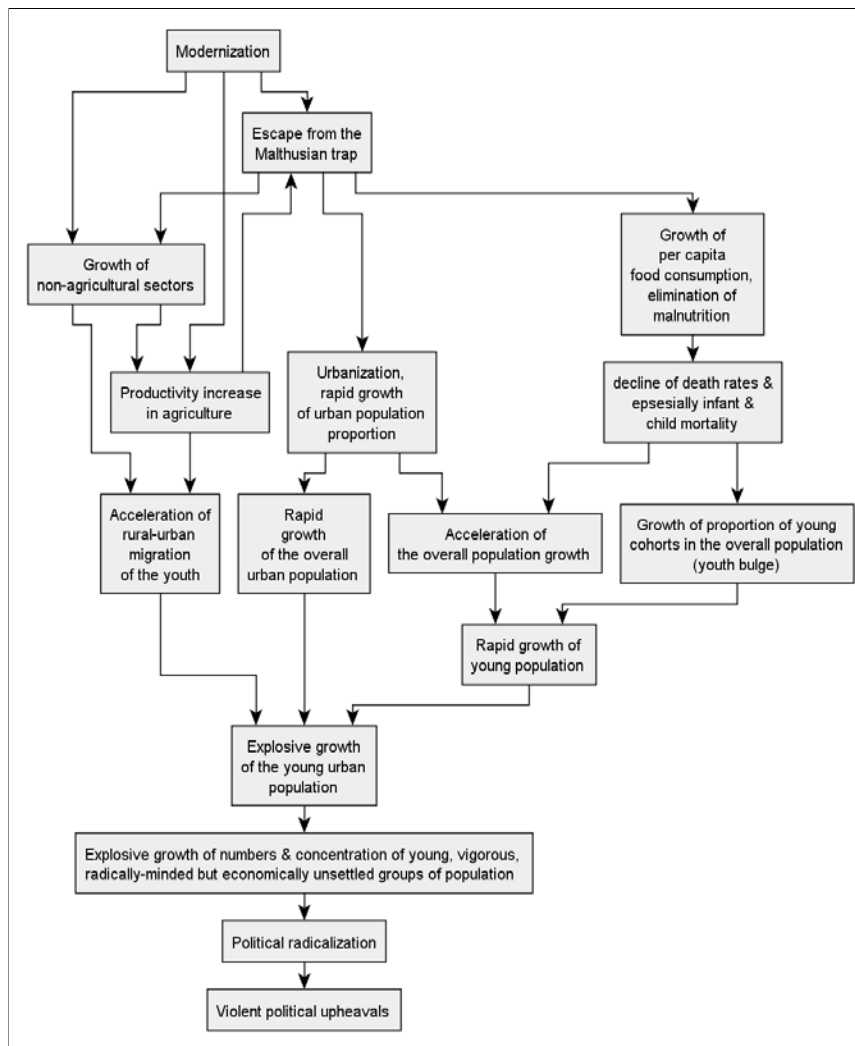 Modernization
Escape from the
Malthusian trap
Growth of
per capita
food consumption,
elimination of
malnutrition
Growth of
non-agricultural sectors
Urbanization,
rapid growth
of urban population
proportion
decline of death rates &
epsesially infant &
child mortality
Productivity increase
in agriculture
Acceleration of
rural-urban
migration
of the youth
Rapid
growth
of the overall
urban population
Acceleration of
the overall population growth
Growth of proportion of young
cohorts in the overall population
(youth bulge)
Rapid growth of
young population
Explosive growth
of the young urban
population
Explosive growth of numbers & concentration of young, vigorous,
radically-minded but economically unsettled groups of population
Political radicalization
Violent political upheavals